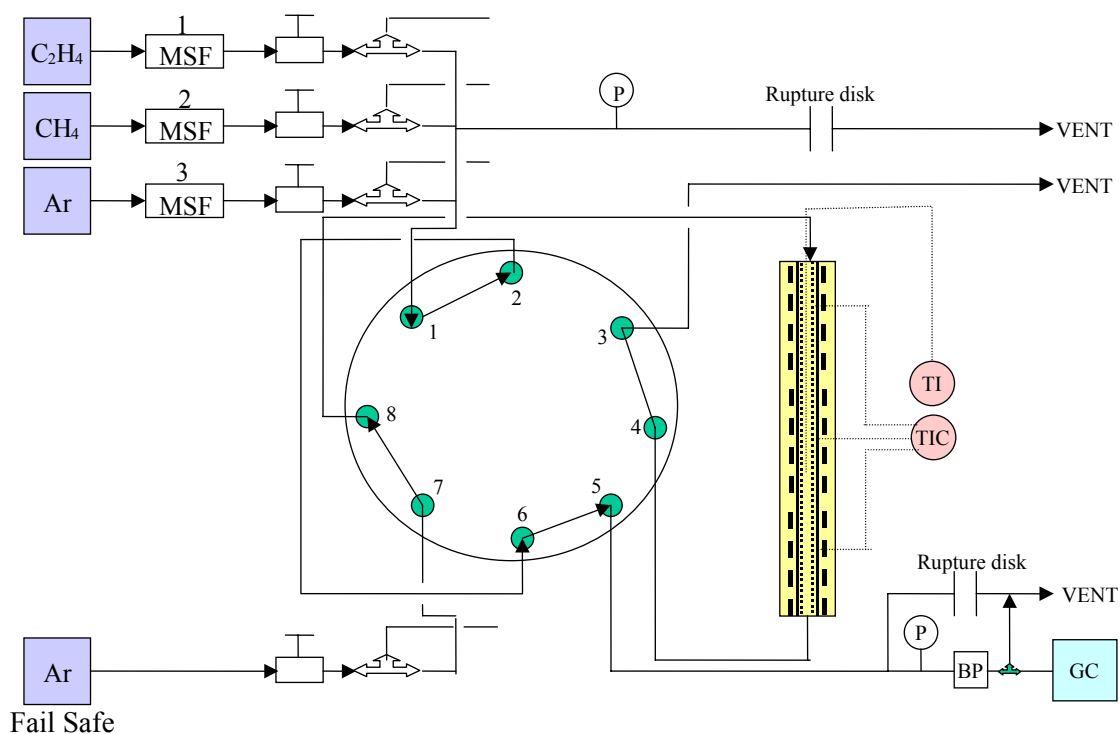 C₂H₄
1
MSF
CH₄
2
MSF
Ar
3
MSF
P
Rupture disk
VENT
VENT
1
2
3
4
5
6
7
8
TI
TIC
Rupture disk
VENT
P
BP
GC
Ar
Fail Safe